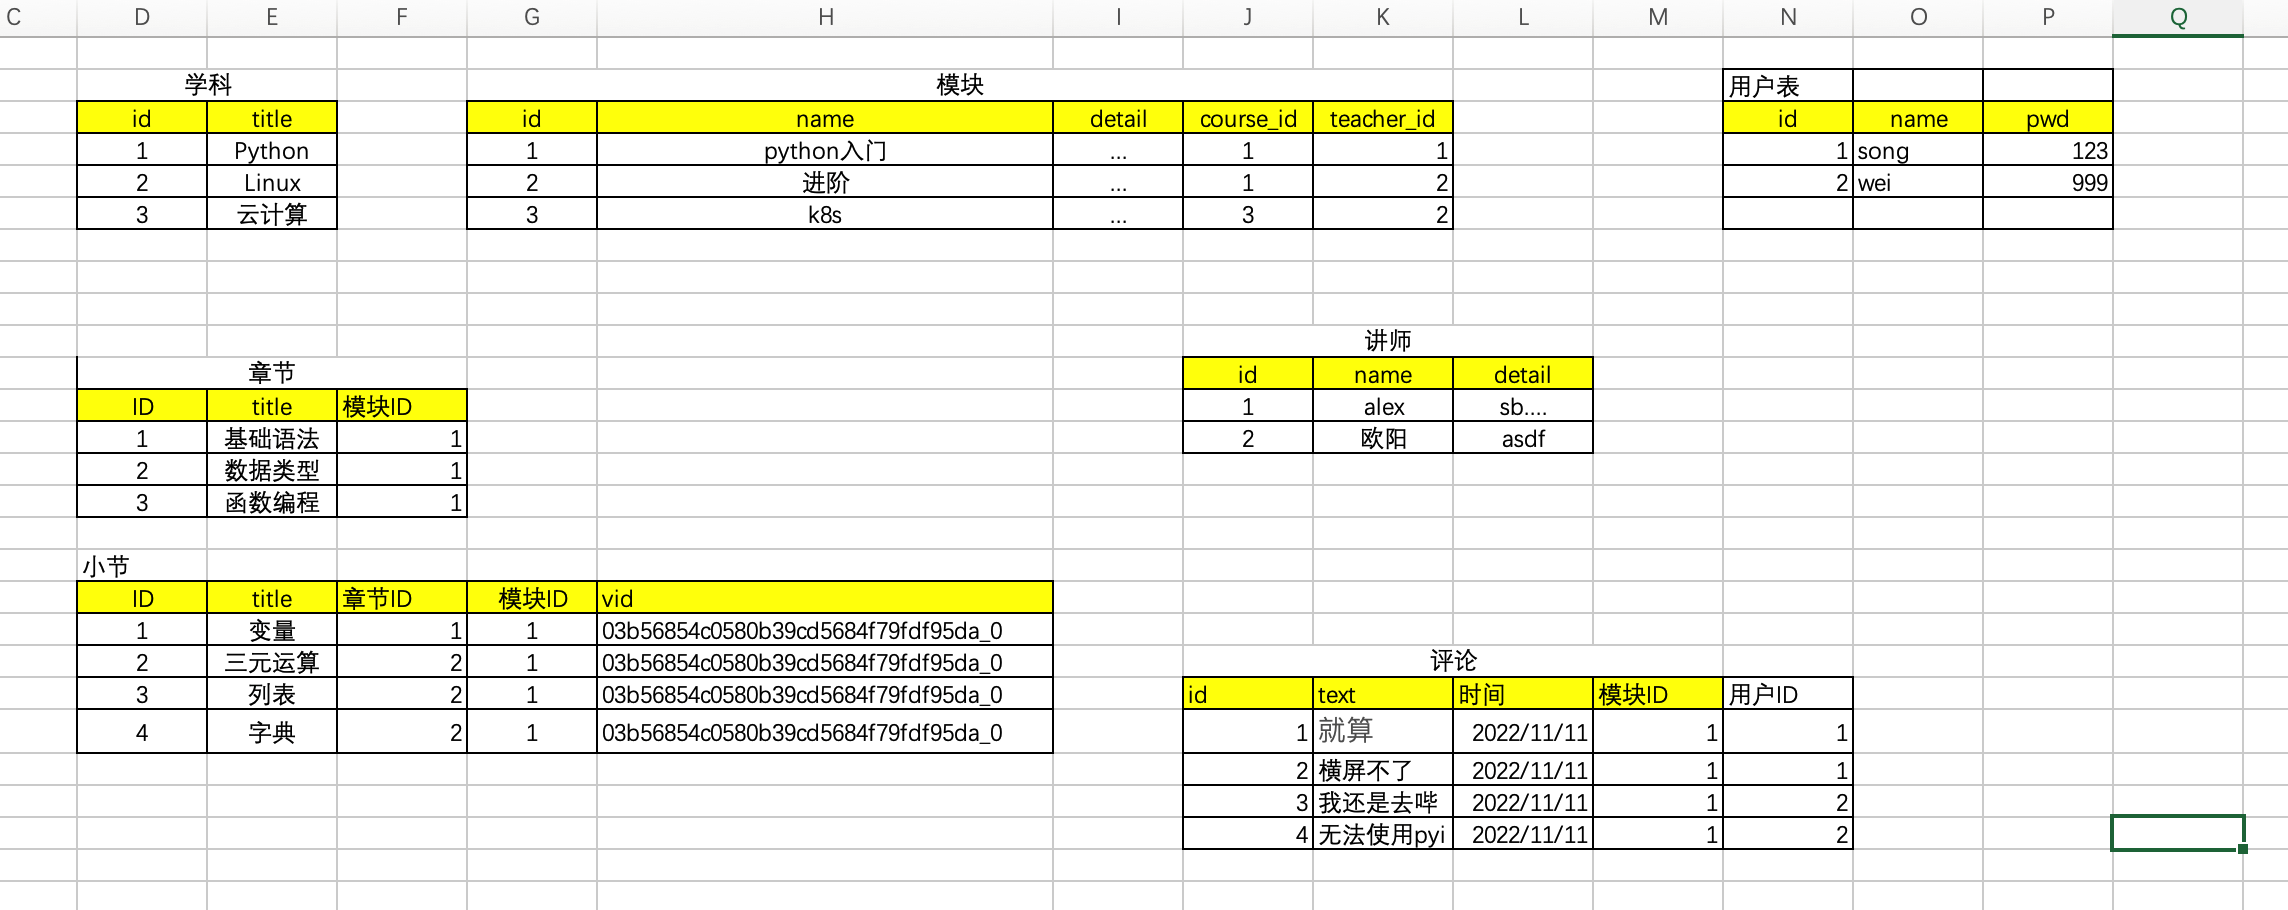 C D E F G H I J K L M N O P Q
学科 模块 用户表
id title id name detail course_id teacher_id id name pwd
1 Python 1 python入门 ... 1 1 1 song 123
2 Linux 2 进阶 ... 1 2 2 wei 999
3 云计算 3 k8s ... 3 2
讲师
章节 id name detail
ID title 模块ID 1 alex sb....
1 基础语法 1 2 欧阳 asdf
2 数据类型 1
3 函数编程 1
小节
ID title 章节ID 模块ID vid
1 变量 1 1 03b56854c0580b39cd5684f79fdf95da_0
2 三元运算 2 1 03b56854c0580b39cd5684f79fdf95da_0
3 列表 2 1 03b56854c0580b39cd5684f79fdf95da_0
4 字典 2 1 03b56854c0580b39cd5684f79fdf95da_0
评论
id text 时间 模块ID 用户ID
1 就算 2022/11/11 1 1
2 横屏不了 2022/11/11 1 1
3 我还是去哔 2022/11/11 1 2
4 无法使用pyi 2022/11/11 1 2